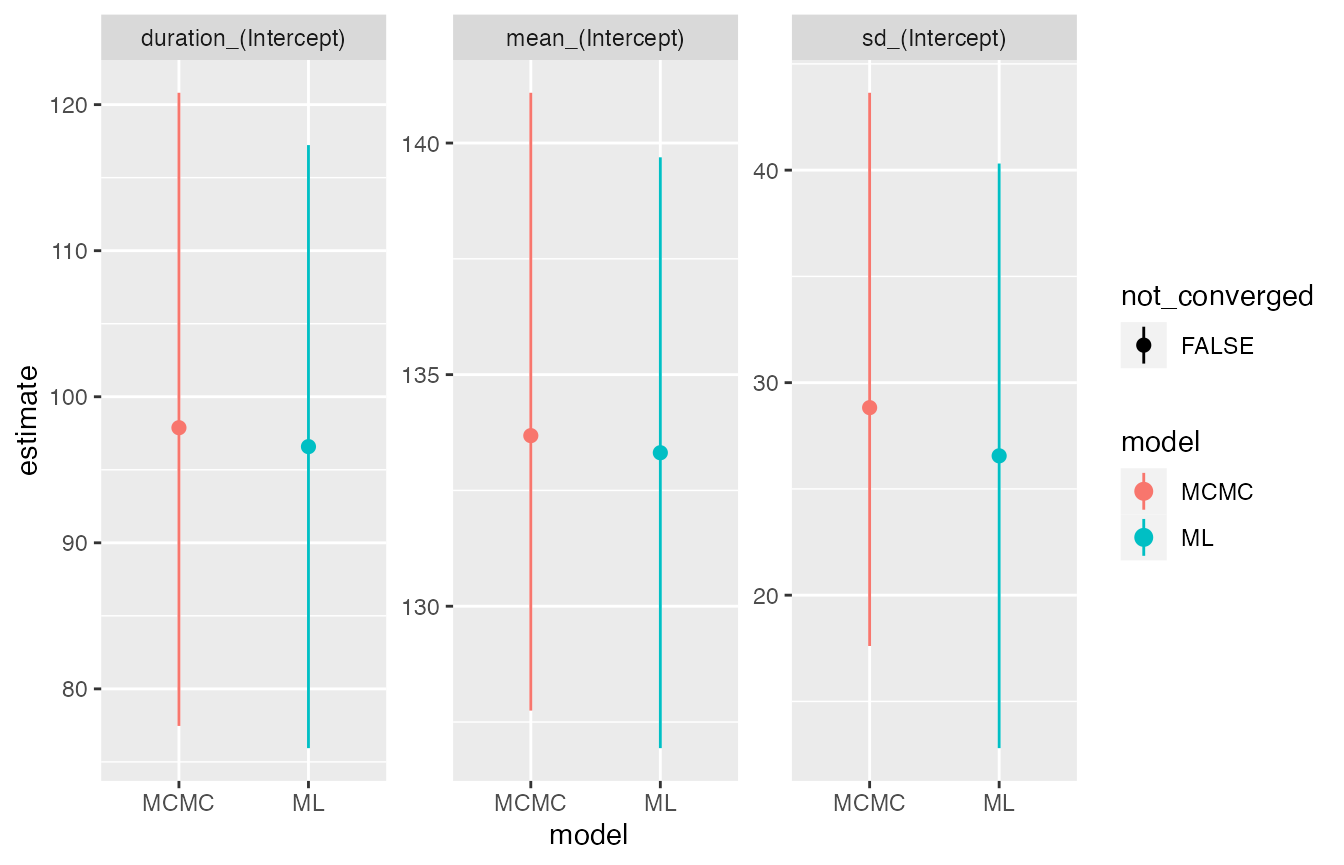 duration_(Intercept)
mean_(Intercept)
sd_(Intercept)
estimate
120
110
100
90
80
140
135
130
40
30
20
MCMC
ML
MCMC
ML
MCMC
ML
model
not_converged
FALSE
model
MCMC
ML